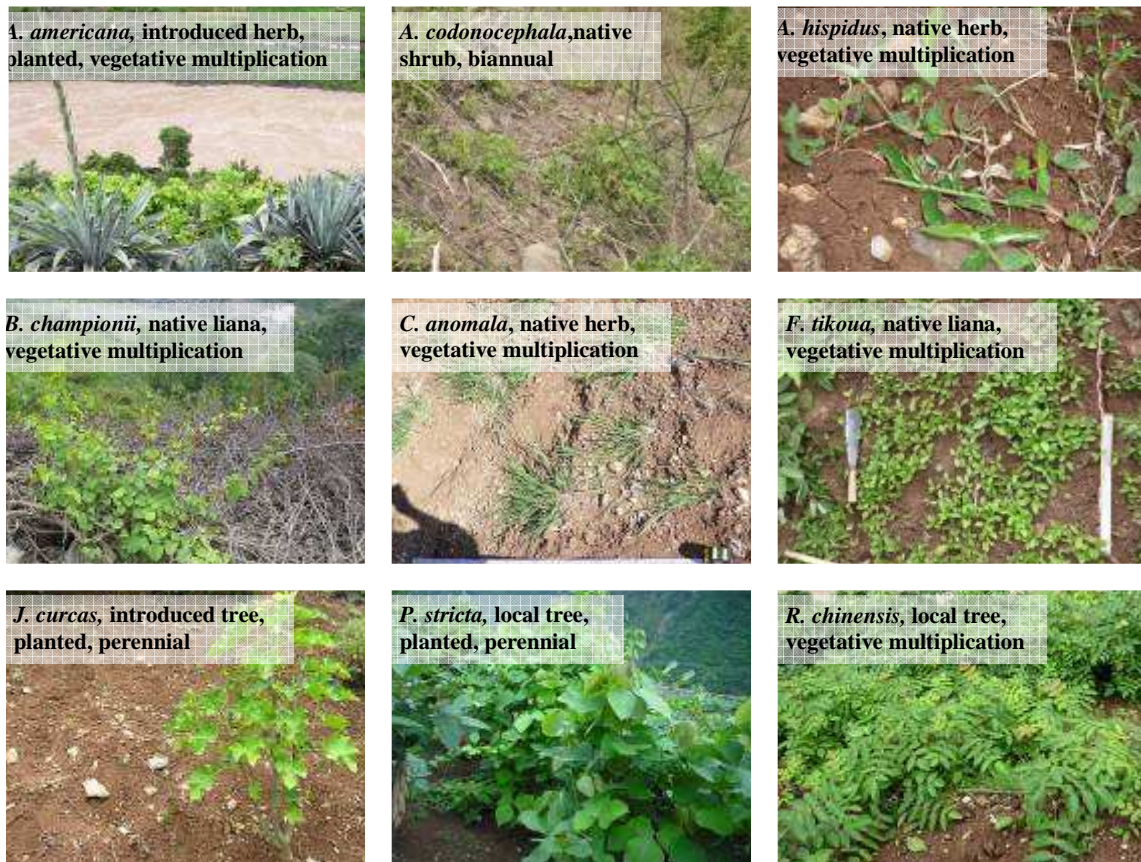 A. americana, introduced herb,
planted, vegetative multiplication
A. codonocephala,native
shrub, biannual
A. hispidus, native herb,
vegetative multiplication
B. championii, native liana,
vegetative multiplication
C. anomala, native herb,
vegetative multiplication
F. tikoua, native liana,
vegetative multiplication
J. curcas, introduced tree,
planted, perennial
P. stricta, local tree,
planted, perennial
R. chinensis, local tree,
vegetative multiplication